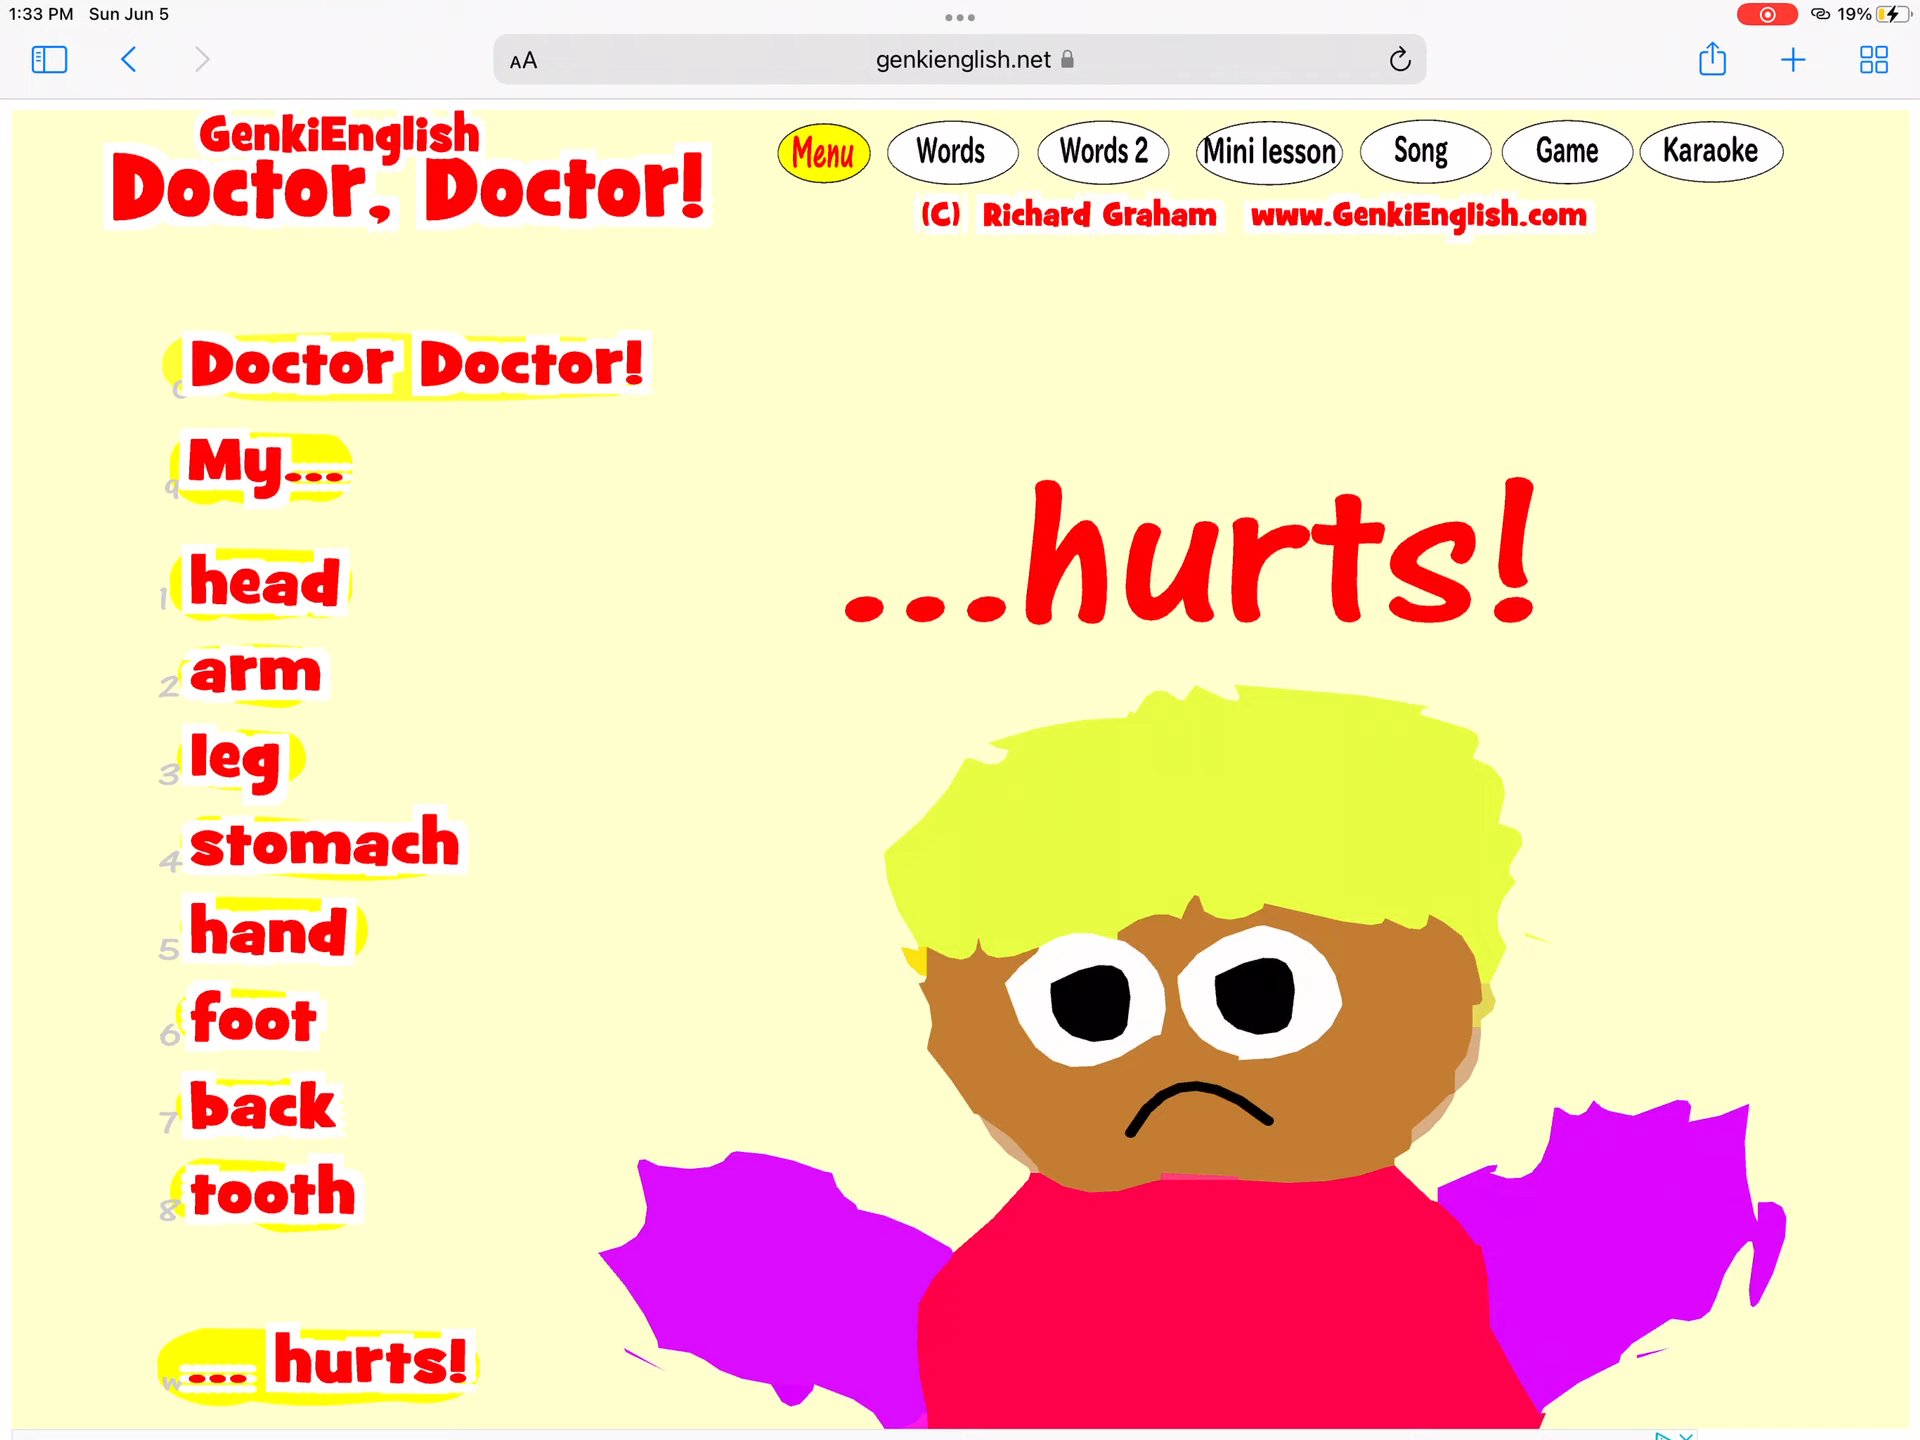 1:33 PM Sun Jun 5
19%
AA genkienglish.net
GenkiEnglish
Doctor, Doctor!
Menu Words Words 2 Mini lesson Song Game Karaoke
(C) Richard Graham www.GenkiEnglish.com
Doctor Doctor!
9 My...
1 head
2 arm
3 leg
4 stomach
5 hand
6 foot
7 back
8 tooth
w ... hurts!
...hurts!